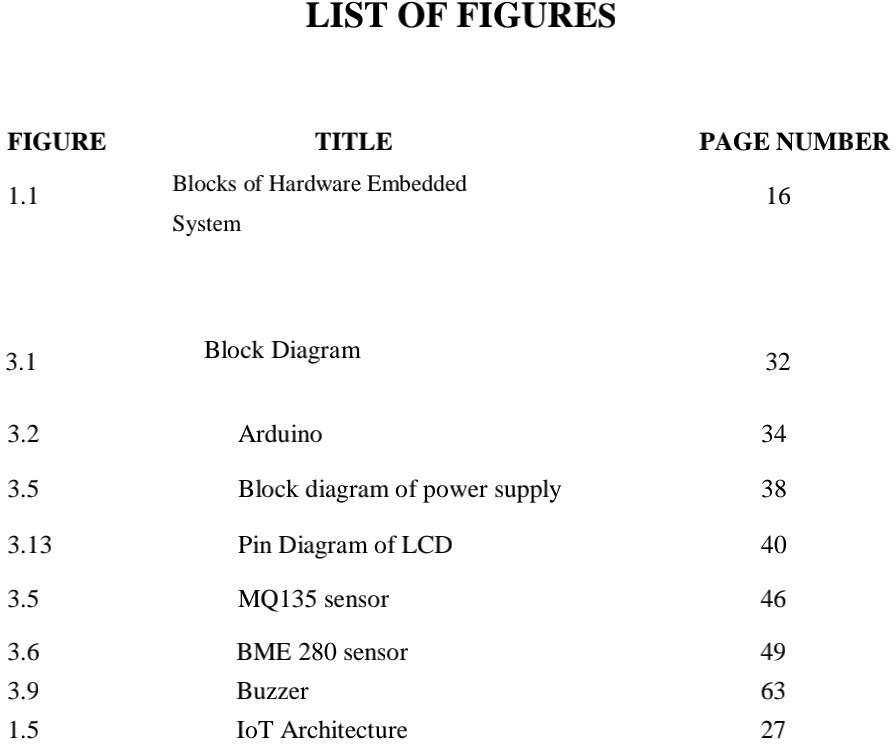 LIST OF FIGURES
FIGURE TITLE PAGE NUMBER
1.1 Blocks of Hardware Embedded 16
System
3.1 Block Diagram 32
3.2 Arduino 34
3.5 Block diagram of power supply 38
3.13 Pin Diagram of LCD 40
3.5 MQ135 sensor 46
3.6 BME 280 sensor 49
3.9 Buzzer 63
1.5 IoT Architecture 27